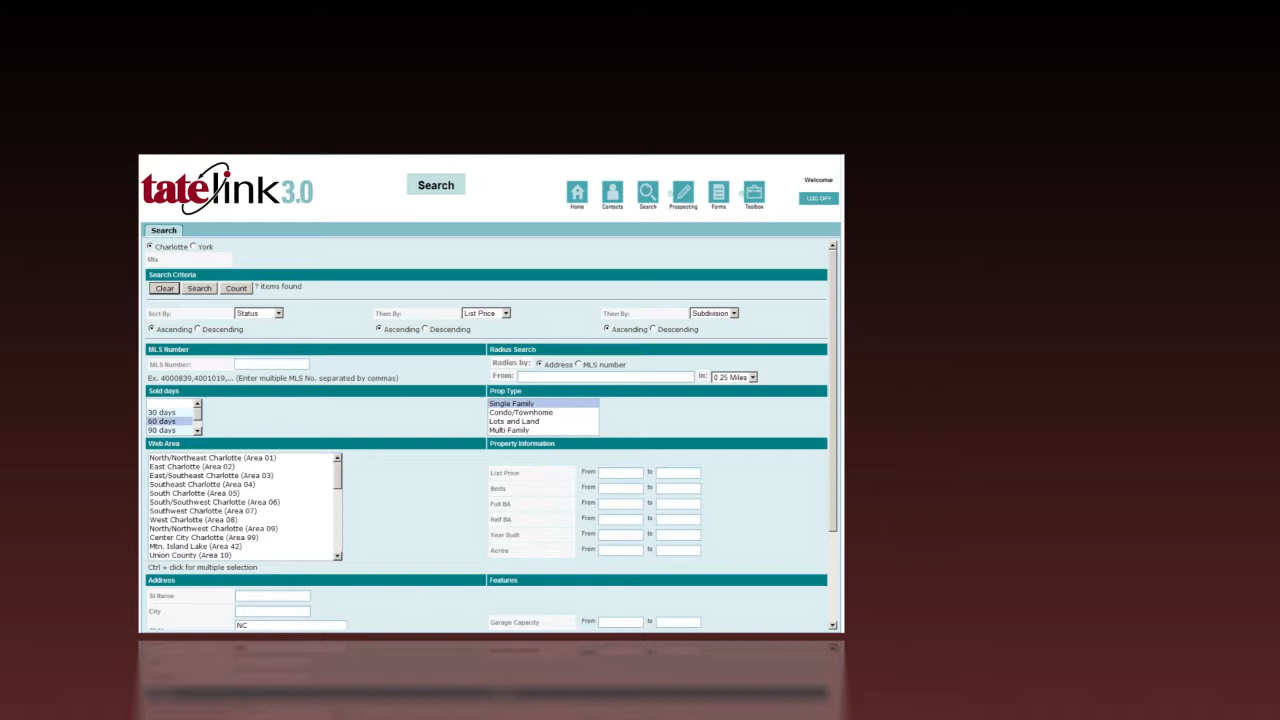 tatelink 3.0
Search
Home Contacts Search Prospecting Forms Toolbox
Welcome
LOG OFF
Search
Charlotte York
Mls
Search Criteria
Clear Search Count ? items found
Sort By: Status Then By: List Price Then By: Subdivision
Ascending Descending Ascending Descending Ascending Descending
MLS Number Radius Search
MLS Number: Radius by: Address MLS number
From: in: 0.25 Miles
Ex. 4000839,4001019,... (Enter multiple MLS No. separated by commas)
Sold days Prop Type
30 days
60 days
90 days
Single Family
Condo/Townhome
Lots and Land
Multi Family
Web Area Property Information
North/Northeast Charlotte (Area 01)
East Charlotte (Area 02)
East/Southeast Charlotte (Area 03)
Southeast Charlotte (Area 04)
South Charlotte (Area 05)
South/Southwest Charlotte (Area 06)
Southwest Charlotte (Area 07)
West Charlotte (Area 08)
North/Northwest Charlotte (Area 09)
Center City Charlotte (Area 99)
Mtn. Island Lake (Area 42)
Union County (Area 10)
Ctrl + click for multiple selection
List Price From to
Beds From to
Full BA From to
Half BA From to
Year Built From to
Acres From to
Address Features
St Name
City
NC
Garage Capacity From to